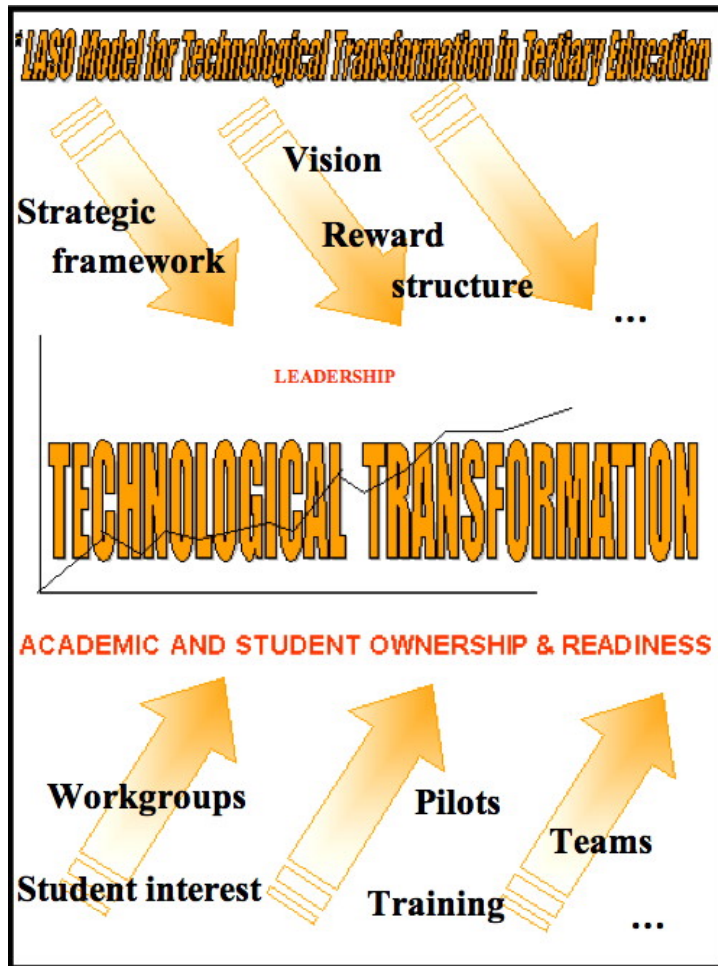 *LASO Model for Technological Transformation in Tertiary Education
Vision
Strategic
framework
Reward
structure
...
LEADERSHIP
TECHNOLOGICAL TRANSFORMATION
ACADEMIC AND STUDENT OWNERSHIP & READINESS
Workgroups
Pilots
Teams
Student interest
Training
...